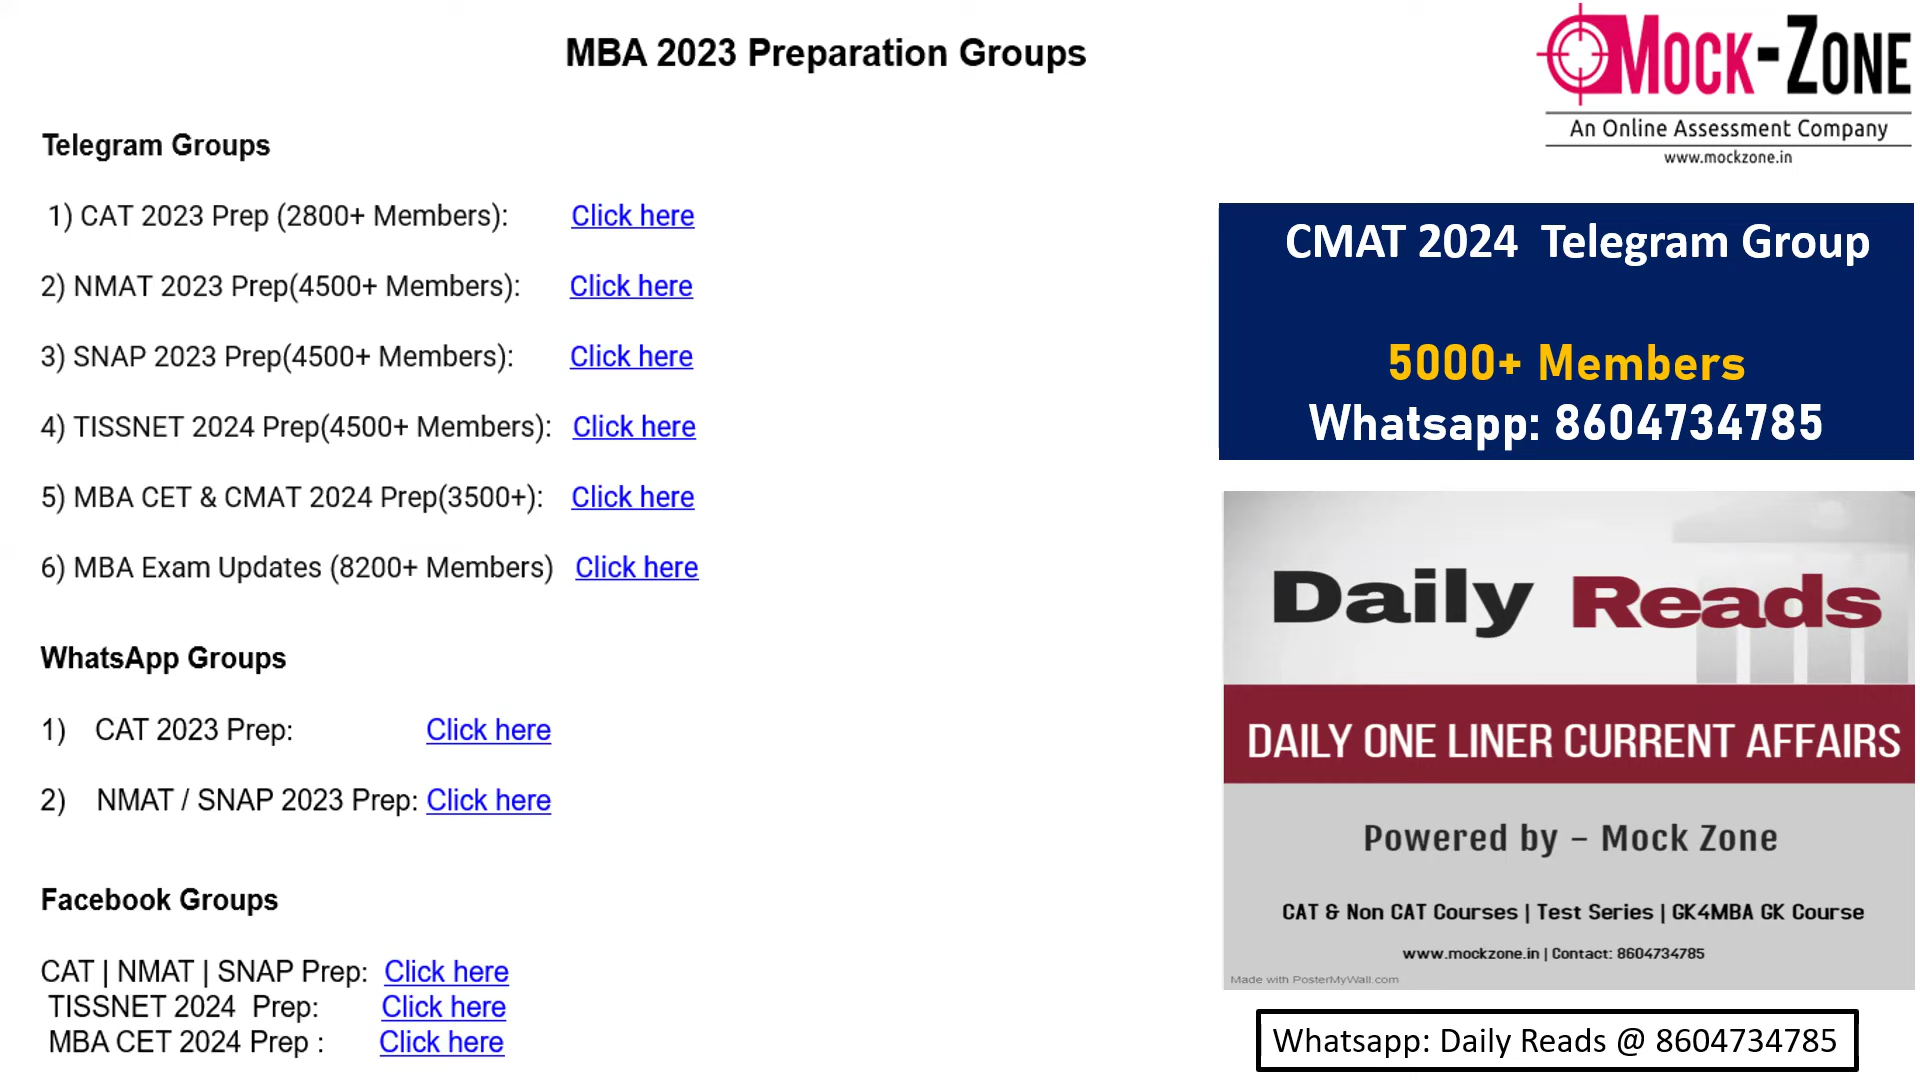 MBA 2023 Preparation Groups
Telegram Groups
1) CAT 2023 Prep (2800+ Members): Click here
2) NMAT 2023 Prep(4500+ Members): Click here
3) SNAP 2023 Prep(4500+ Members): Click here
4) TISSNET 2024 Prep(4500+ Members): Click here
5) MBA CET & CMAT 2024 Prep(3500+): Click here
6) MBA Exam Updates (8200+ Members) Click here
WhatsApp Groups
1) CAT 2023 Prep: Click here
2) NMAT / SNAP 2023 Prep: Click here
Facebook Groups
CAT | NMAT | SNAP Prep: Click here
TISSNET 2024 Prep: Click here
MBA CET 2024 Prep : Click here
MOCK-ZONE
An Online Assessment Company
www.mockzone.in
CMAT 2024 Telegram Group
5000+ Members
Whatsapp: 8604734785
Daily Reads
DAILY ONE LINER CURRENT AFFAIRS
Powered by – Mock Zone
CAT & Non CAT Courses | Test Series | GK4MBA GK Course
www.mockzone.in | Contact: 8604734785
Made with PosterMyWall.com
Whatsapp: Daily Reads @ 8604734785